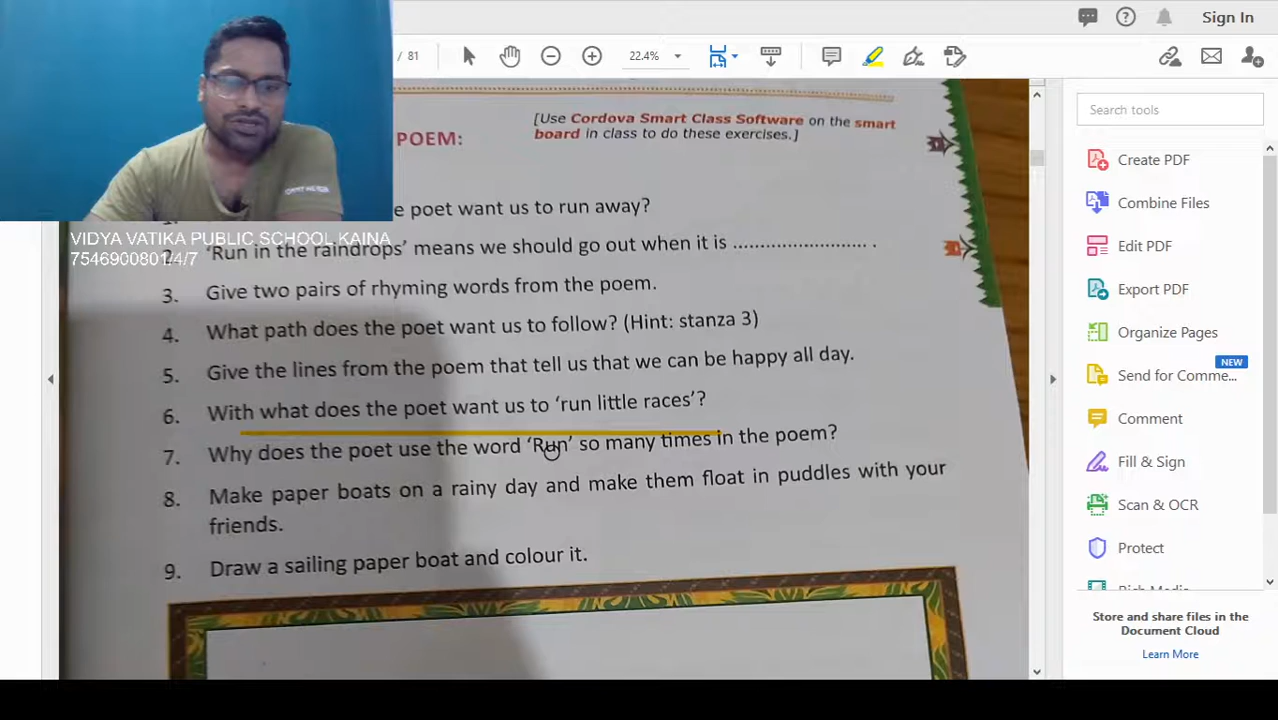 / 81
22.4%
Sign In
Search tools
Create PDF
Combine Files
Edit PDF
Export PDF
Organize Pages
NEW
Send for Comme...
Comment
Fill & Sign
Scan & OCR
Protect
Rich Media
Store and share files in the
Document Cloud
Learn More
VIDYA VATIKA PUBLIC SCHOOL KAINA
7546900801/4/7
[Use Cordova Smart Class Software on the smart
board in class to do these exercises.]
POEM:
e poet want us to run away?
2. ‘Run in the raindrops’ means we should go out when it is ........................ .
3. Give two pairs of rhyming words from the poem.
4. What path does the poet want us to follow? (Hint: stanza 3)
5. Give the lines from the poem that tell us that we can be happy all day.
6. With what does the poet want us to ‘run little races’?
7. Why does the poet use the word ‘Run’ so many times in the poem?
8. Make paper boats on a rainy day and make them float in puddles with your
friends.
9. Draw a sailing paper boat and colour it.